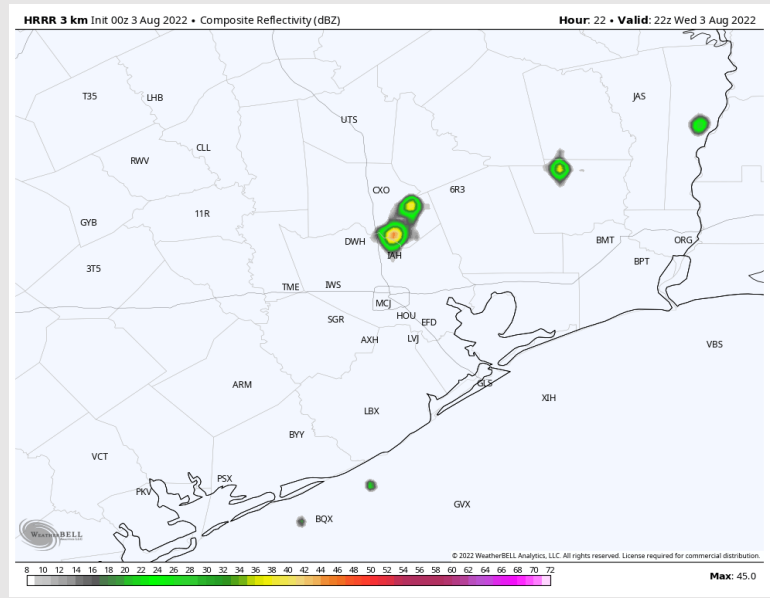 HRRR 3 km Init 00z 3 Aug 2022 • Composite Reflectivity (dBZ)
Hour: 22 • Valid: 22z Wed 3 Aug 2022
T35
LHB
JAS
UTS
CLL
RWV
CXO
6R3
11R
GYB
DWH
BMT
ORG
IAH
BPT
3T5
TME
IWS
MCJ
HOU
SGR
EFD
AXH
LVJ
VBS
ARM
GLS
XIH
LBX
BYY
VCT
PSX
PKV
GVX
BQX
WeatherBELL
© 2022 WeatherBELL Analytics, LLC. All rights reserved. License required for commercial distribution.
8 10 12 14 16 18 20 22 24 26 28 30 32 34 36 38 40 42 44 46 48 50 52 54 56 58 60 62 64 66 68 70 72
Max: 45.0